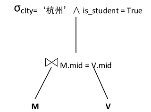 σcity=‘杭州’ ∧ is_student = True
⋈ M.mid = V.mid
M V